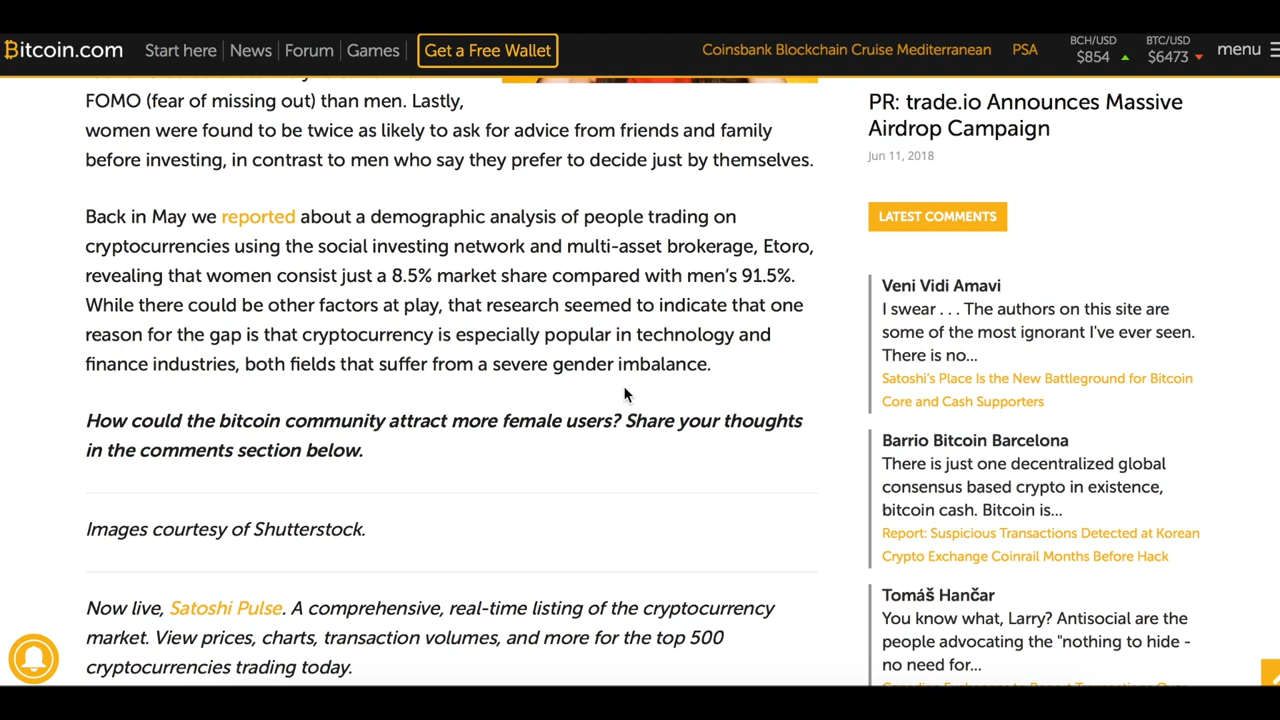 Bitcoin.com
Start here
News
Forum
Games
Get a Free Wallet
Coinsbank Blockchain Cruise Mediterranean
PSA
BCH/USD
$854
BTC/USD
$6473
menu
FOMO (fear of missing out) than men. Lastly,
women were found to be twice as likely to ask for advice from friends and family
before investing, in contrast to men who say they prefer to decide just by themselves.
Back in May we reported about a demographic analysis of people trading on
cryptocurrencies using the social investing network and multi-asset brokerage, Etoro,
revealing that women consist just a 8.5% market share compared with men's 91.5%.
While there could be other factors at play, that research seemed to indicate that one
reason for the gap is that cryptocurrency is especially popular in technology and
finance industries, both fields that suffer from a severe gender imbalance.
How could the bitcoin community attract more female users? Share your thoughts
in the comments section below.
Images courtesy of Shutterstock.
Now live, Satoshi Pulse. A comprehensive, real-time listing of the cryptocurrency
market. View prices, charts, transaction volumes, and more for the top 500
cryptocurrencies trading today.
PR: trade.io Announces Massive
Airdrop Campaign
Jun 11, 2018
LATEST COMMENTS
Veni Vidi Amavi
I swear . . . The authors on this site are
some of the most ignorant I've ever seen.
There is no...
Satoshi's Place Is the New Battleground for Bitcoin
Core and Cash Supporters
Barrio Bitcoin Barcelona
There is just one decentralized global
consensus based crypto in existence,
bitcoin cash. Bitcoin is...
Report: Suspicious Transactions Detected at Korean
Crypto Exchange Coinrail Months Before Hack
Tomáš Hančar
You know what, Larry? Antisocial are the
people advocating the "nothing to hide -
no need for...